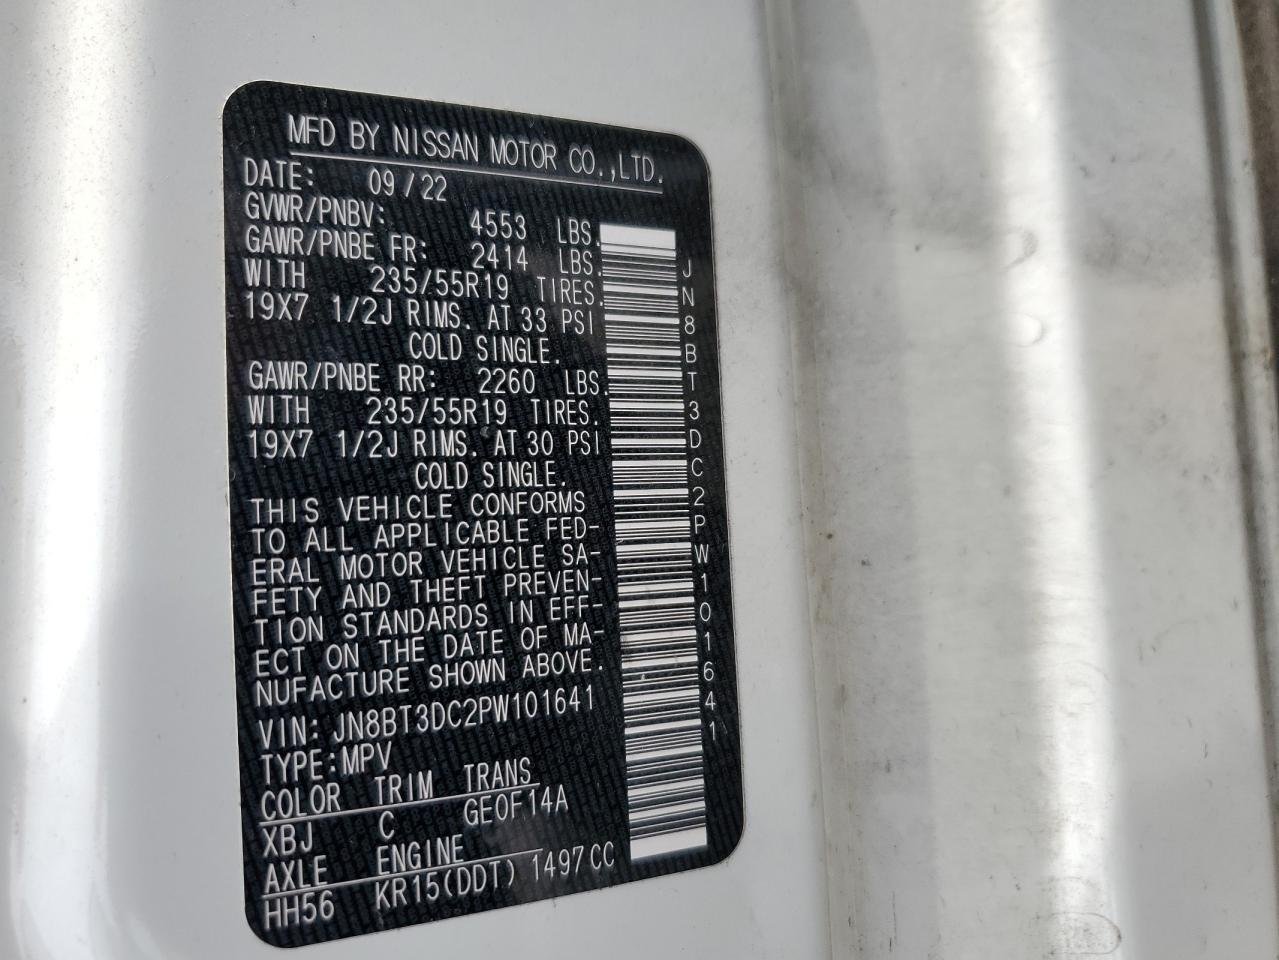 MFD BY NISSAN MOTOR CO.,LTD.
DATE: 09/22
GVWR/PNBV: 4553 LBS.
GAWR/PNBE FR: 2414 LBS.
WITH 235/55R19 TIRES.
19X7 1/2J RIMS. AT 33 PSI
COLD SINGLE.
GAWR/PNBE RR: 2260 LBS.
WITH 235/55R19 TIRES.
19X7 1/2J RIMS. AT 30 PSI
COLD SINGLE.
THIS VEHICLE CONFORMS
TO ALL APPLICABLE FED-
ERAL MOTOR VEHICLE SA-
FETY AND THEFT PREVEN-
TION STANDARDS IN EFF-
ECT ON THE DATE OF MA-
NUFACTURE SHOWN ABOVE.
VIN: JN8BT3DC2PW101641
TYPE:MPV
COLOR TRIM TRANS
XBJ C GEOF14A
AXLE ENGINE
HH56 KR15(DDT) 1497CC
JN8BT3DC2PW101641